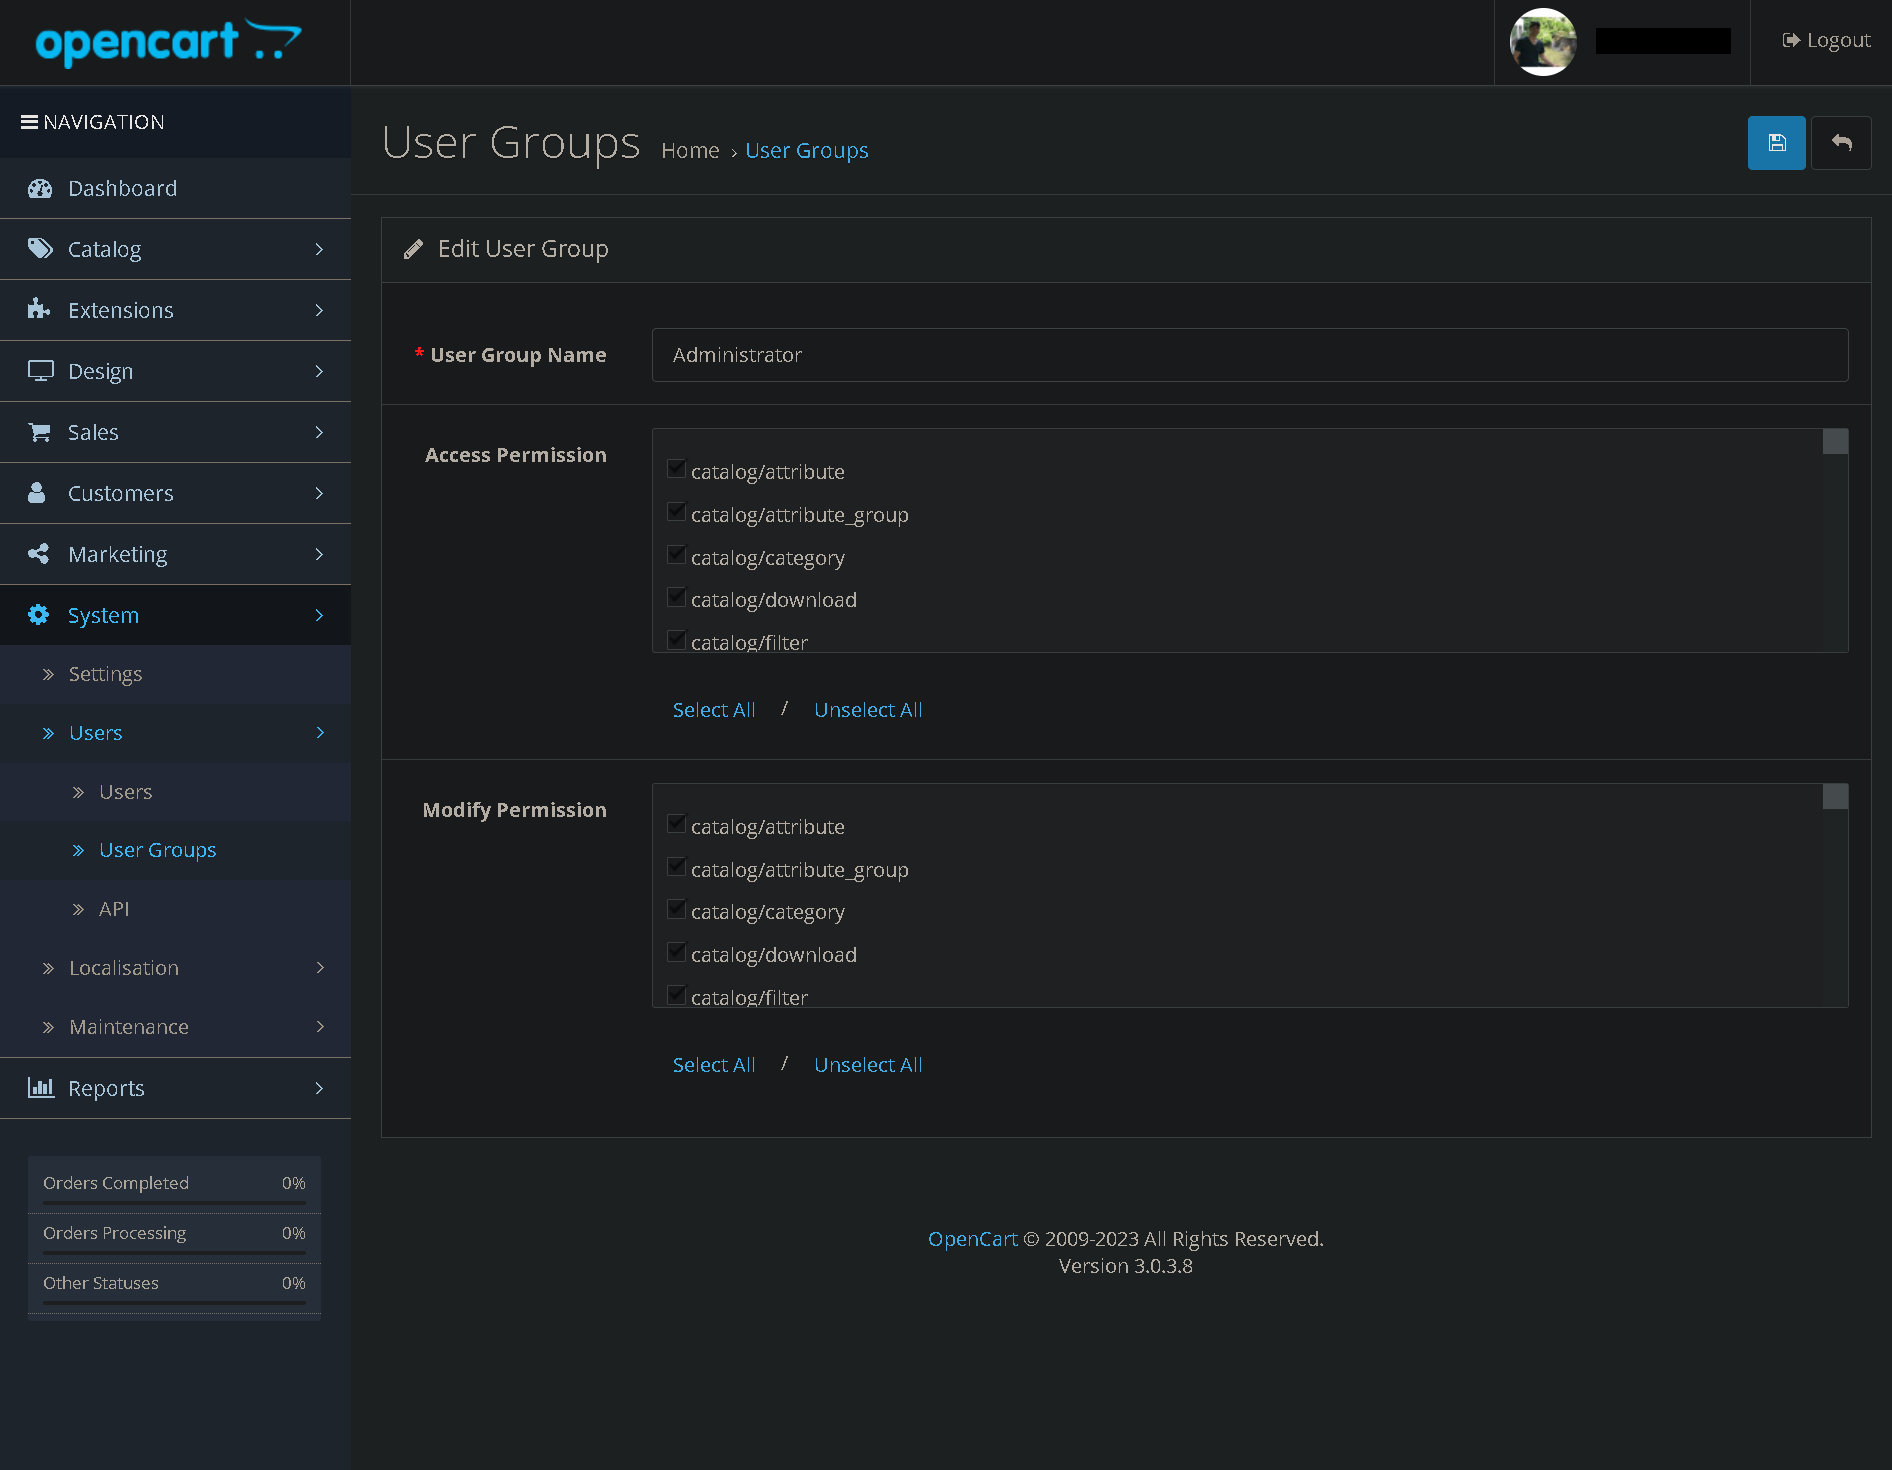 opencart
Logout
NAVIGATION
Dashboard
Catalog
Extensions
Design
Sales
Customers
Marketing
System
Settings
Users
Users
User Groups
API
Localisation
Maintenance
Reports
Orders Completed 0%
Orders Processing 0%
Other Statuses 0%
User Groups Home › User Groups
Edit User Group
* User Group Name Administrator
Access Permission
catalog/attribute
catalog/attribute_group
catalog/category
catalog/download
catalog/filter
Select All / Unselect All
Modify Permission
catalog/attribute
catalog/attribute_group
catalog/category
catalog/download
catalog/filter
Select All / Unselect All
OpenCart © 2009-2023 All Rights Reserved.
Version 3.0.3.8